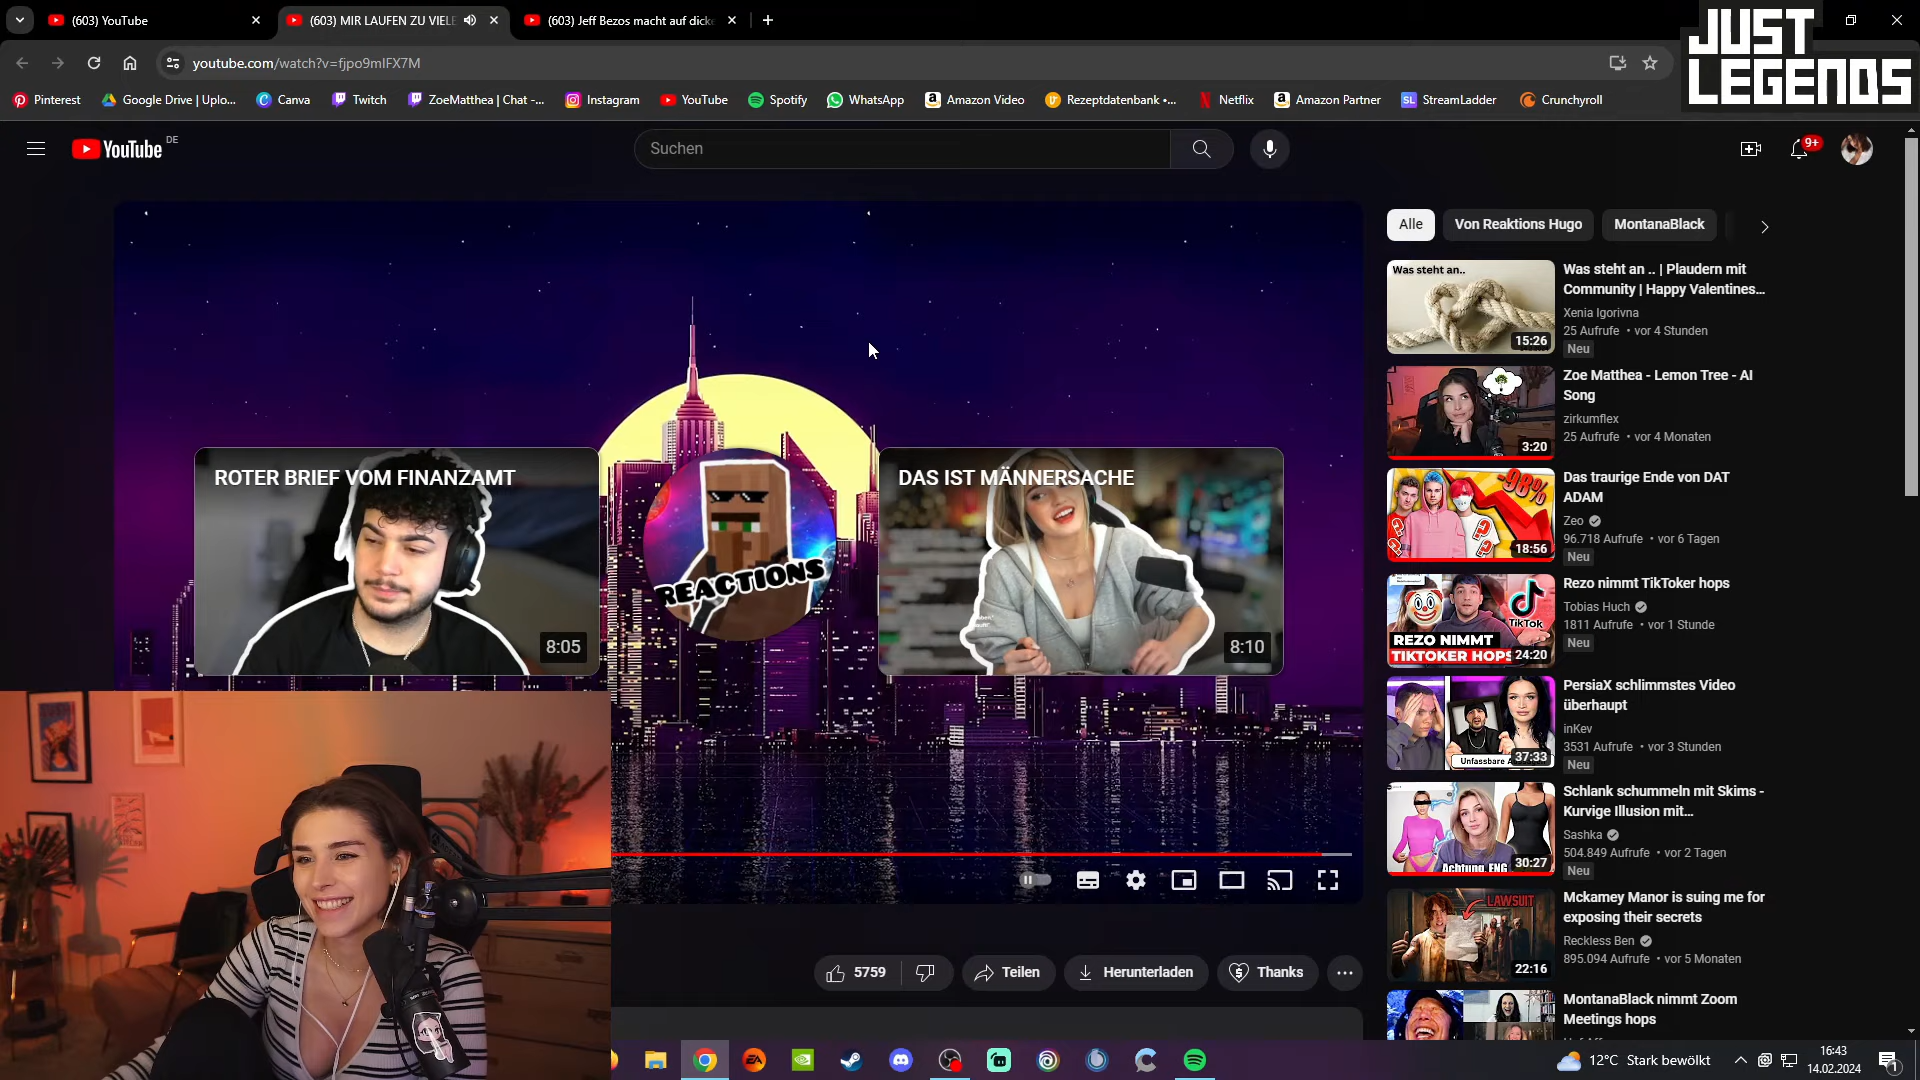 (603) YouTube
(603) MIR LAUFEN ZU VIELE
(603) Jeff Bezos macht auf dicke
JUST
LEGENDS
youtube.com/watch?v=fjpo9mIFX7M
Pinterest
Google Drive | Uplo...
Canva
Twitch
ZoeMatthea | Chat -...
Instagram
YouTube
Spotify
WhatsApp
Amazon Video
Rezeptdatenbank •...
Netflix
Amazon Partner
SL
StreamLadder
Crunchyroll
YouTube DE
Suchen
9+
Alle
Von Reaktions Hugo
MontanaBlack
ROTER BRIEF VOM FINANZAMT
8:05
REACTIONS
DAS IST MÄNNERSACHE
8:10
5759
Teilen
Herunterladen
Thanks
Was steht an..
15:26
Was steht an .. | Plaudern mit
Community | Happy Valentines...
Xenia Igorivna
25 Aufrufe • vor 4 Stunden
Neu
3:20
Zoe Matthea - Lemon Tree - AI
Song
zirkumflex
25 Aufrufe • vor 4 Monaten
-98%
18:56
Das traurige Ende von DAT
ADAM
Zeo
96.718 Aufrufe • vor 6 Tagen
Neu
TikTok
REZO NIMMT
TIKTOKER HOPS
24:20
Rezo nimmt TikToker hops
Tobias Huch
1811 Aufrufe • vor 1 Stunde
Neu
Unfassbare
37:33
PersiaX schlimmstes Video
überhaupt
inKev
3531 Aufrufe • vor 3 Stunden
Neu
Achtung, ENG
30:27
Schlank schummeln mit Skims -
Kurvige Illusion mit...
Sashka
504.849 Aufrufe • vor 2 Tagen
Neu
LAWSUIT
22:16
Mckamey Manor is suing me for
exposing their secrets
Reckless Ben
895.094 Aufrufe • vor 5 Monaten
MontanaBlack nimmt Zoom
Meetings hops
EA
12°C Stark bewölkt
16:43
14.02.2024
1